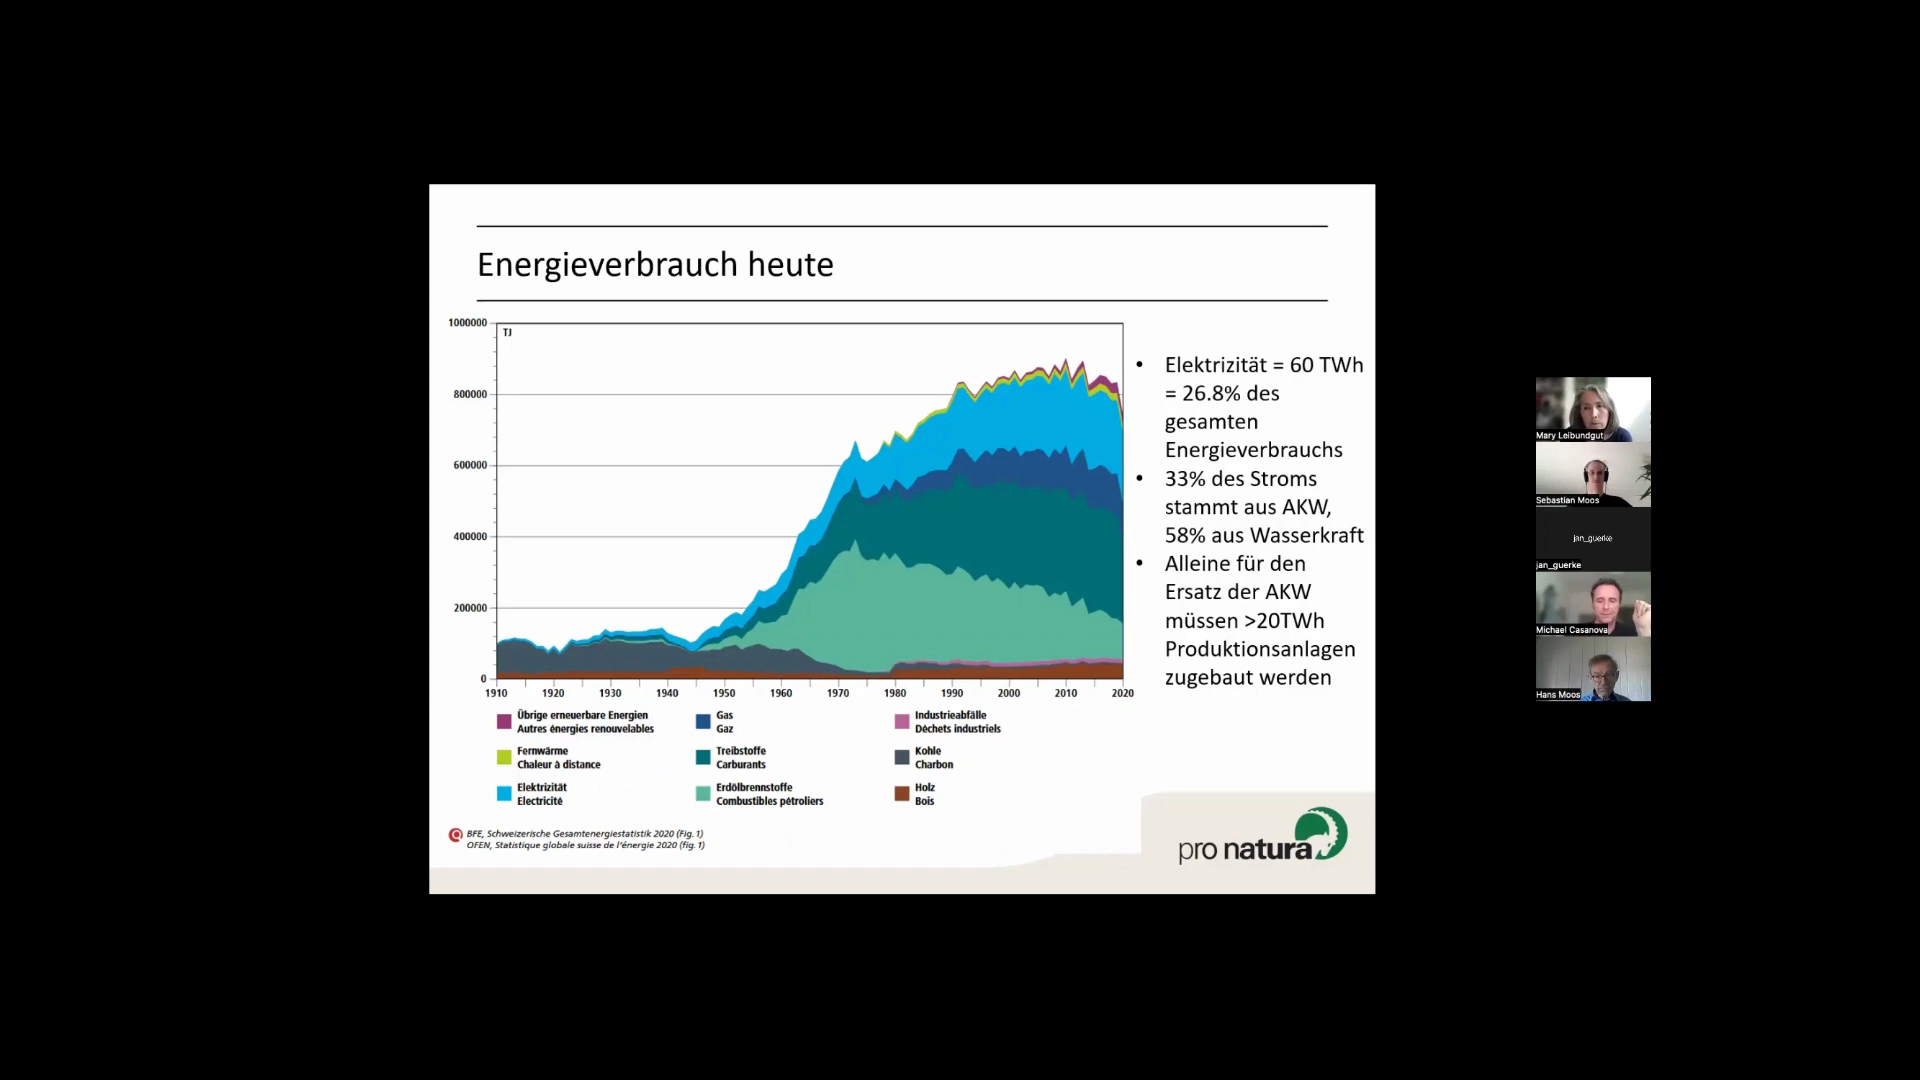 Energieverbrauch heute
1000000
TJ
800000
600000
400000
200000
0
1910 1920 1930 1940 1950 1960 1970 1980 1990 2000 2010 2020
Übrige erneuerbare Energien
Autres énergies renouvelables
Fernwärme
Chaleur à distance
Elektrizität
Electricité
Gas
Gaz
Treibstoffe
Carburants
Erdölbrennstoffe
Combustibles pétroliers
Industrieabfälle
Déchets industriels
Kohle
Charbon
Holz
Bois
BFE, Schweizerische Gesamtenergiestatistik 2020 (Fig. 1)
OFEN, Statistique globale suisse de l'énergie 2020 (fig. 1)
• Elektrizität = 60 TWh
= 26.8% des
gesamten
Energieverbrauchs
• 33% des Stroms
stammt aus AKW,
58% aus Wasserkraft
• Alleine für den
Ersatz der AKW
müssen >20TWh
Produktionsanlagen
zugebaut werden
pro natura
Mary Leibundgut
Sebastian Moos
jan_guerke
jan_guerke
Michael Casanova
Hans Moos